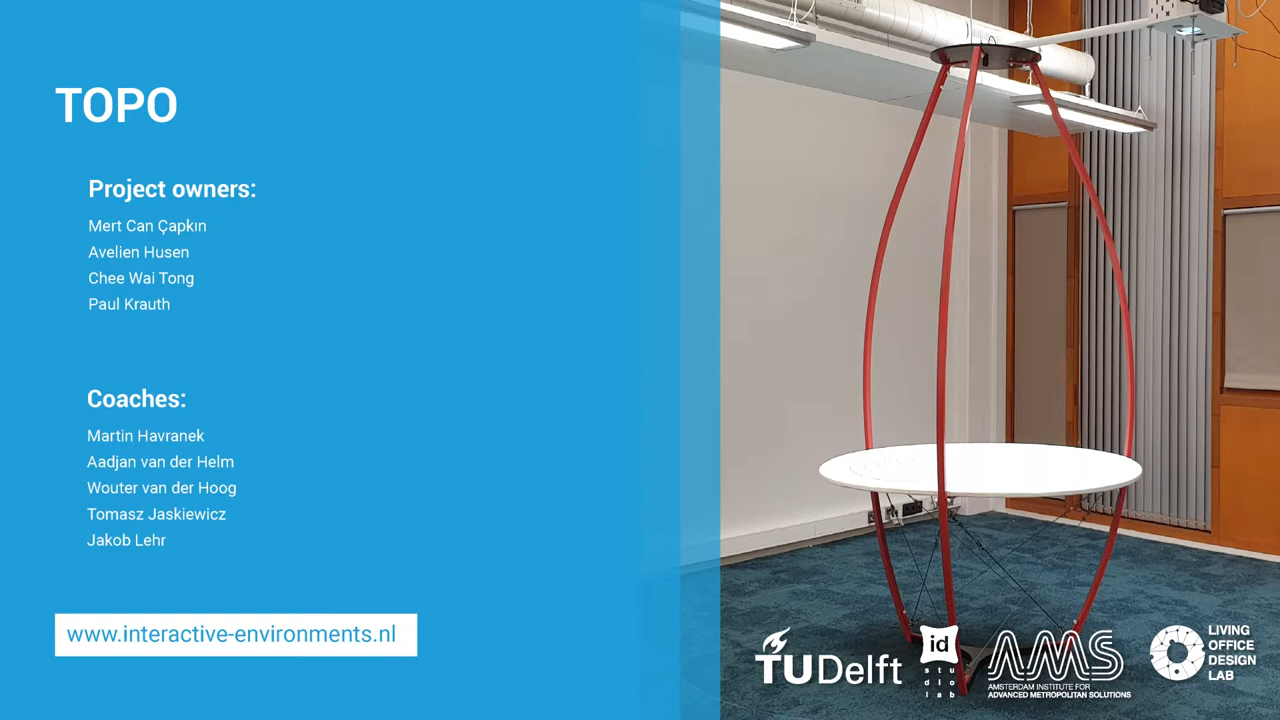 TOPO
Project owners:
Mert Can Çapkın
Avelien Husen
Chee Wai Tong
Paul Krauth
Coaches:
Martin Havranek
Aadjan van der Helm
Wouter van der Hoog
Tomasz Jaskiewicz
Jakob Lehr
www.interactive-environments.nl
TUDelft
id
stu
dio
lab
AMS
AMSTERDAM INSTITUTE FOR
ADVANCED METROPOLITAN SOLUTIONS
LIVING
OFFICE
DESIGN
LAB